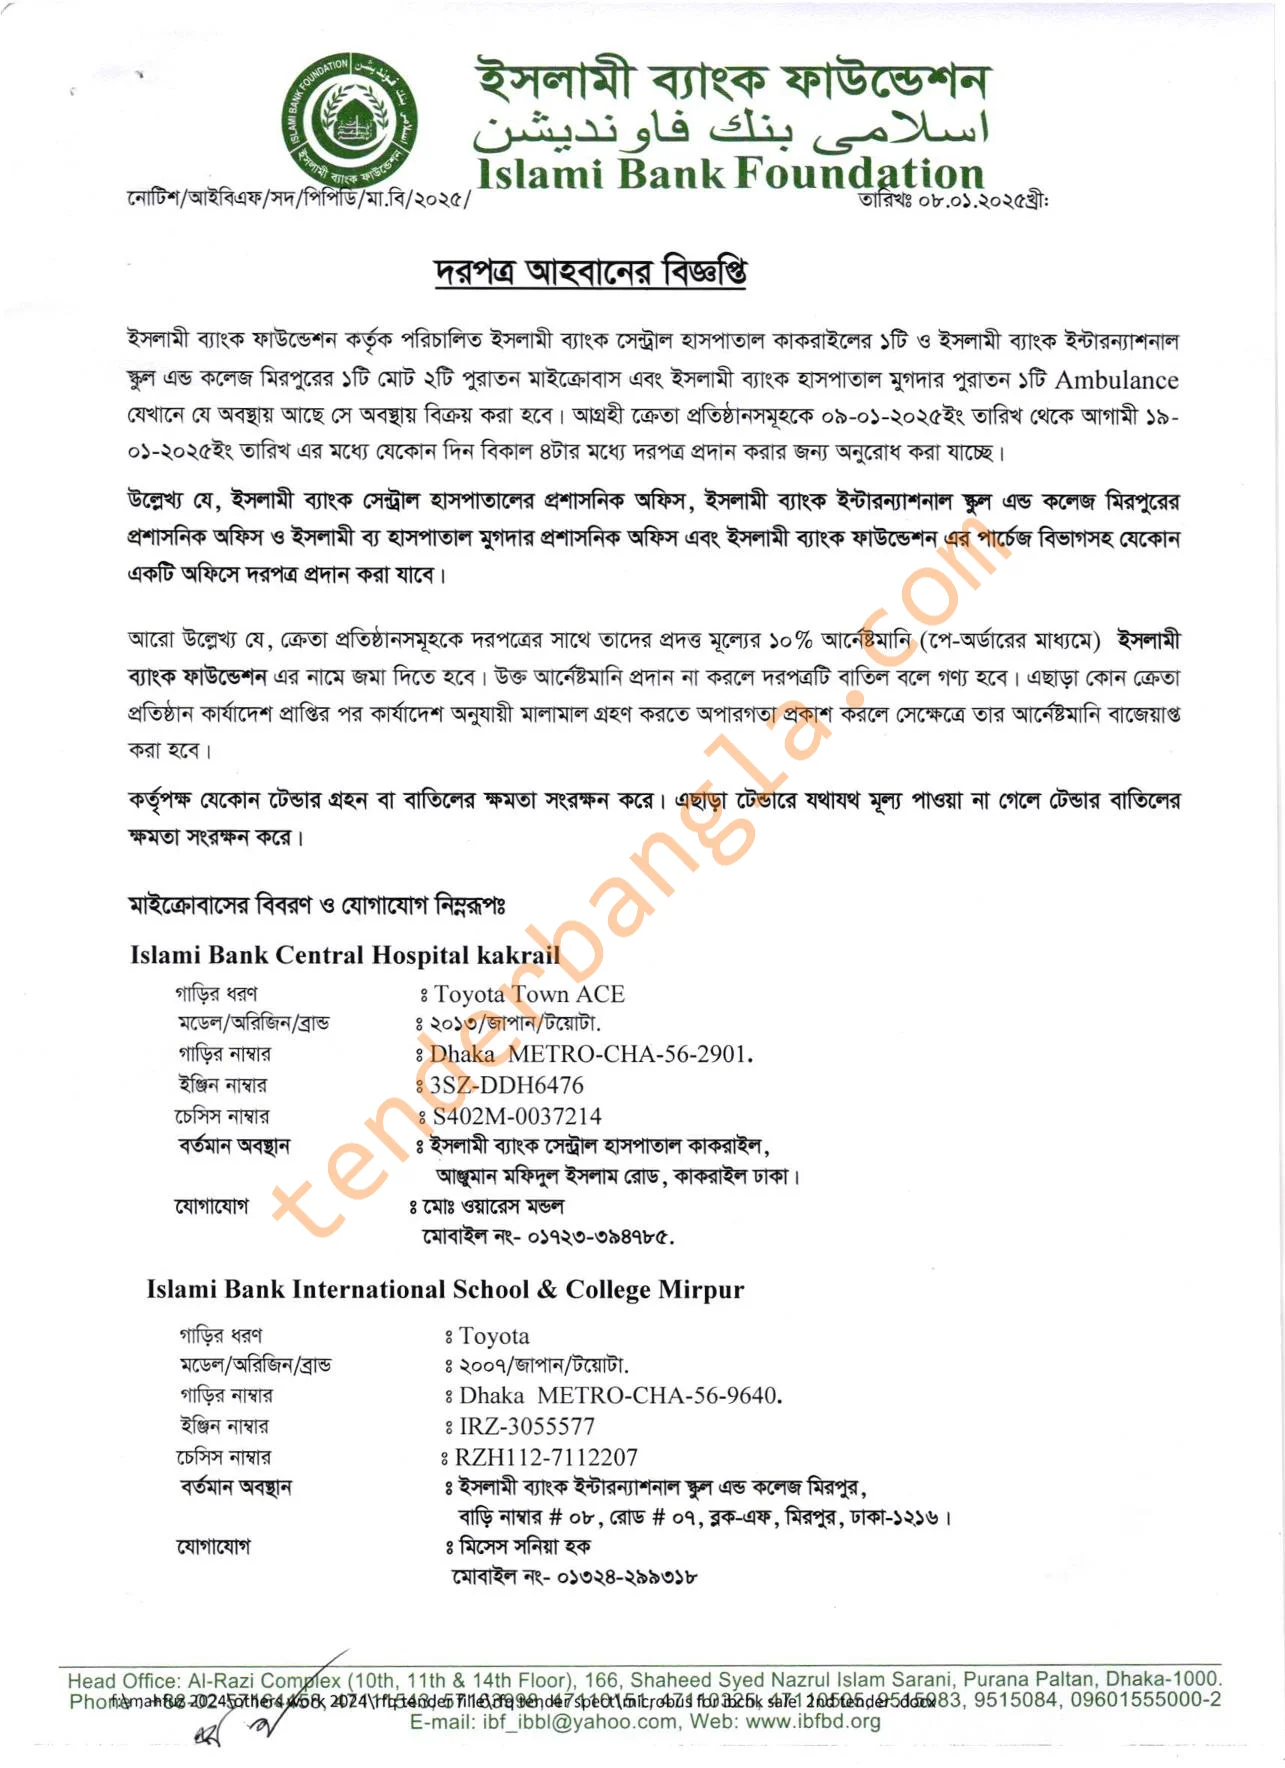 ইসলামী ব্যাংক ফাউন্ডেশন
اسلامى بنك فاونديشن
Islami Bank Foundation
ISLAMI BANK FOUNDATION
ইসলামী ব্যাংক ফাউন্ডেশন
নোটিশ/আইবিএফ/সদ/পিপিডি/মা.বি/২০২৫/
তারিখঃ ০৮.০১.২০২৫খ্রী:
দরপত্র আহবানের বিজ্ঞপ্তি
ইসলামী ব্যাংক ফাউন্ডেশন কর্তৃক পরিচালিত ইসলামী ব্যাংক সেন্ট্রাল হাসপাতাল কাকরাইলের ১টি ও ইসলামী ব্যাংক ইন্টারন্যাশনাল
স্কুল এন্ড কলেজ মিরপুরের ১টি মোট ২টি পুরাতন মাইক্রোবাস এবং ইসলামী ব্যাংক হাসপাতাল মুগদার পুরাতন ১টি Ambulance
যেখানে যে অবস্থায় আছে সে অবস্থায় বিক্রয় করা হবে। আগ্রহী ক্রেতা প্রতিষ্ঠানসমূহকে ০৯-০১-২০২৫ইং তারিখ থেকে আগামী ১৯-
০১-২০২৫ইং তারিখ এর মধ্যে যেকোন দিন বিকাল ৪টার মধ্যে দরপত্র প্রদান করার জন্য অনুরোধ করা যাচ্ছে।
উল্লেখ্য যে, ইসলামী ব্যাংক সেন্ট্রাল হাসপাতালের প্রশাসনিক অফিস, ইসলামী ব্যাংক ইন্টারন্যাশনাল স্কুল এন্ড কলেজ মিরপুরের
প্রশাসনিক অফিস ও ইসলামী ব্য হাসপাতাল মুগদার প্রশাসনিক অফিস এবং ইসলামী ব্যাংক ফাউন্ডেশন এর পার্চেজ বিভাগসহ যেকোন
একটি অফিসে দরপত্র প্রদান করা যাবে।
আরো উল্লেখ্য যে, ক্রেতা প্রতিষ্ঠানসমূহকে দরপত্রের সাথে তাদের প্রদত্ত মূল্যের ১০% আর্নেষ্টমানি (পে-অর্ডারের মাধ্যমে) ইসলামী
ব্যাংক ফাউন্ডেশন এর নামে জমা দিতে হবে। উক্ত আর্নেষ্টমানি প্রদান না করলে দরপত্রটি বাতিল বলে গণ্য হবে। এছাড়া কোন ক্রেতা
প্রতিষ্ঠান কার্যাদেশ প্রাপ্তির পর কার্যাদেশ অনুযায়ী মালামাল গ্রহণ করতে অপারগতা প্রকাশ করলে সেক্ষেত্রে তার আর্নেষ্টমানি বাজেয়াপ্ত
করা হবে।
কর্তৃপক্ষ যেকোন টেন্ডার গ্রহন বা বাতিলের ক্ষমতা সংরক্ষন করে। এছাড়া টেন্ডারে যথাযথ মূল্য পাওয়া না গেলে টেন্ডার বাতিলের
ক্ষমতা সংরক্ষন করে।
মাইক্রোবাসের বিবরণ ও যোগাযোগ নিম্নরূপঃ
Islami Bank Central Hospital kakrail
গাড়ির ধরণ ঃ Toyota Town ACE
মডেল/অরিজিন/ব্রান্ড ঃ ২০১৩/জাপান/টয়োটা.
গাড়ির নাম্বার ঃ Dhaka METRO-CHA-56-2901.
ইঞ্জিন নাম্বার ঃ 3SZ-DDH6476
চেসিস নাম্বার ঃ S402M-0037214
বর্তমান অবস্থান ঃ ইসলামী ব্যাংক সেন্ট্রাল হাসপাতাল কাকরাইল,
আঞ্জুমান মফিদুল ইসলাম রোড, কাকরাইল ঢাকা।
যোগাযোগ ঃ মোঃ ওয়ারেস মন্ডল
মোবাইল নং- ০১৭২৩-৩৯৪৭৮৫.
Islami Bank International School & College Mirpur
গাড়ির ধরণ ঃ Toyota
মডেল/অরিজিন/ব্রান্ড ঃ ২০০৭/জাপান/টয়োটা.
গাড়ির নাম্বার ঃ Dhaka METRO-CHA-56-9640.
ইঞ্জিন নাম্বার ঃ IRZ-3055577
চেসিস নাম্বার ঃ RZH112-7112207
বর্তমান অবস্থান ঃ ইসলামী ব্যাংক ইন্টারন্যাশনাল স্কুল এন্ড কলেজ মিরপুর,
বাড়ি নাম্বার # ০৮, রোড # ০৭, ব্লক-এফ, মিরপুর, ঢাকা-১২১৬।
যোগাযোগ ঃ মিসেস সনিয়া হক
মোবাইল নং- ০১৩২৪-২৯৯৩১৮
tenderbangla.com
Head Office: Al-Razi Complex (10th, 11th & 14th Floor), 166, Shaheed Syed Nazrul Islam Sarani, Purana Paltan, Dhaka-1000.
9515084, 09601555000-2
E-mail: ibf_ibbl@yahoo.com, Web: www.ibfbd.org